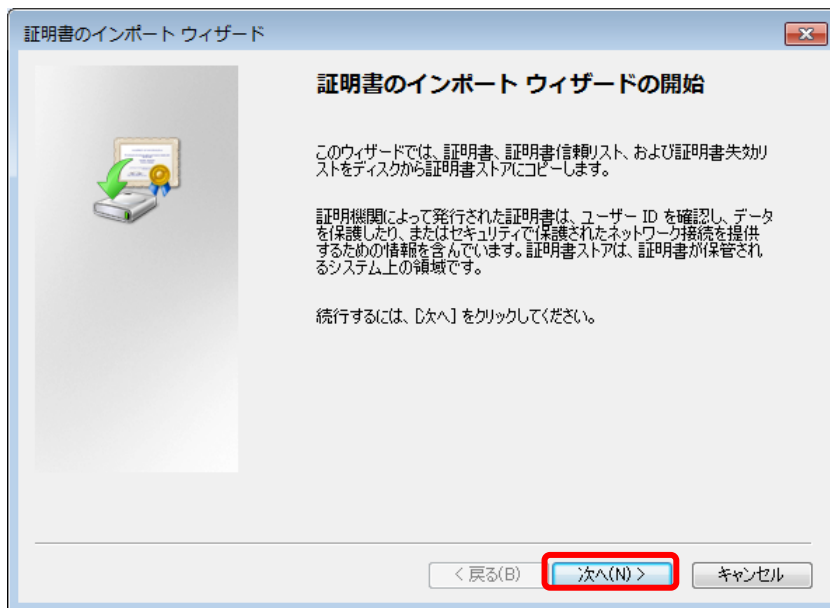 証明書のインポート ウィザード
証明書のインポート ウィザードの開始
このウィザードでは、証明書、証明書信頼リスト、および証明書失効リ
ストをディスクから証明書ストアにコピーします。
証明機関によって発行された証明書は、ユーザー ID を確認し、データ
を保護したり、またはセキュリティで保護されたネットワーク接続を提供
するための情報を含んでいます。証明書ストアは、証明書が保管され
るシステム上の領域です。
続行するには、[次へ] をクリックしてください。
< 戻る(B) 次へ(N) > キャンセル